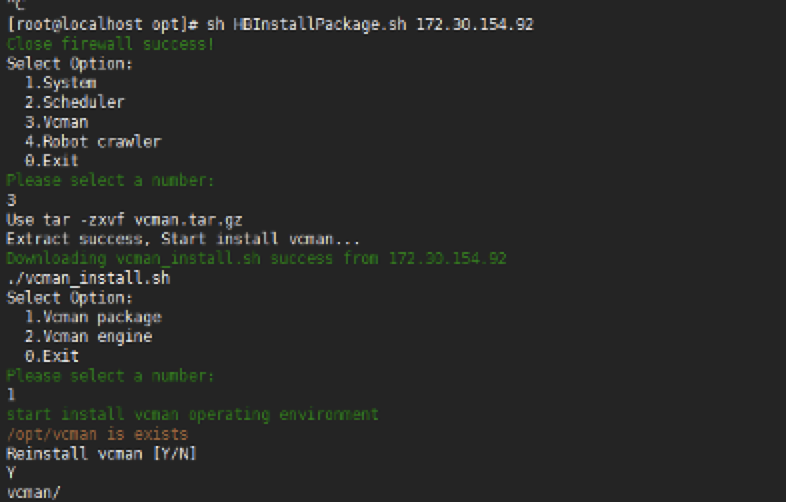 ^C
[root@localhost opt]# sh HBInstallPackage.sh 172.30.154.92
Close firewall success!
Select Option:
1.System
2.Scheduler
3.Vcman
4.Robot crawler
0.Exit
Please select a number:
3
Use tar -zxvf vcman.tar.gz
Extract success, Start install vcman...
Downloading vcman_install.sh success from 172.30.154.92
./vcman_install.sh
Select Option:
1.Vcman package
2.Vcman engine
0.Exit
Please select a number:
1
start install vcman operating environment
/opt/vcman is exists
Reinstall vcman [Y/N]
Y
vcman/